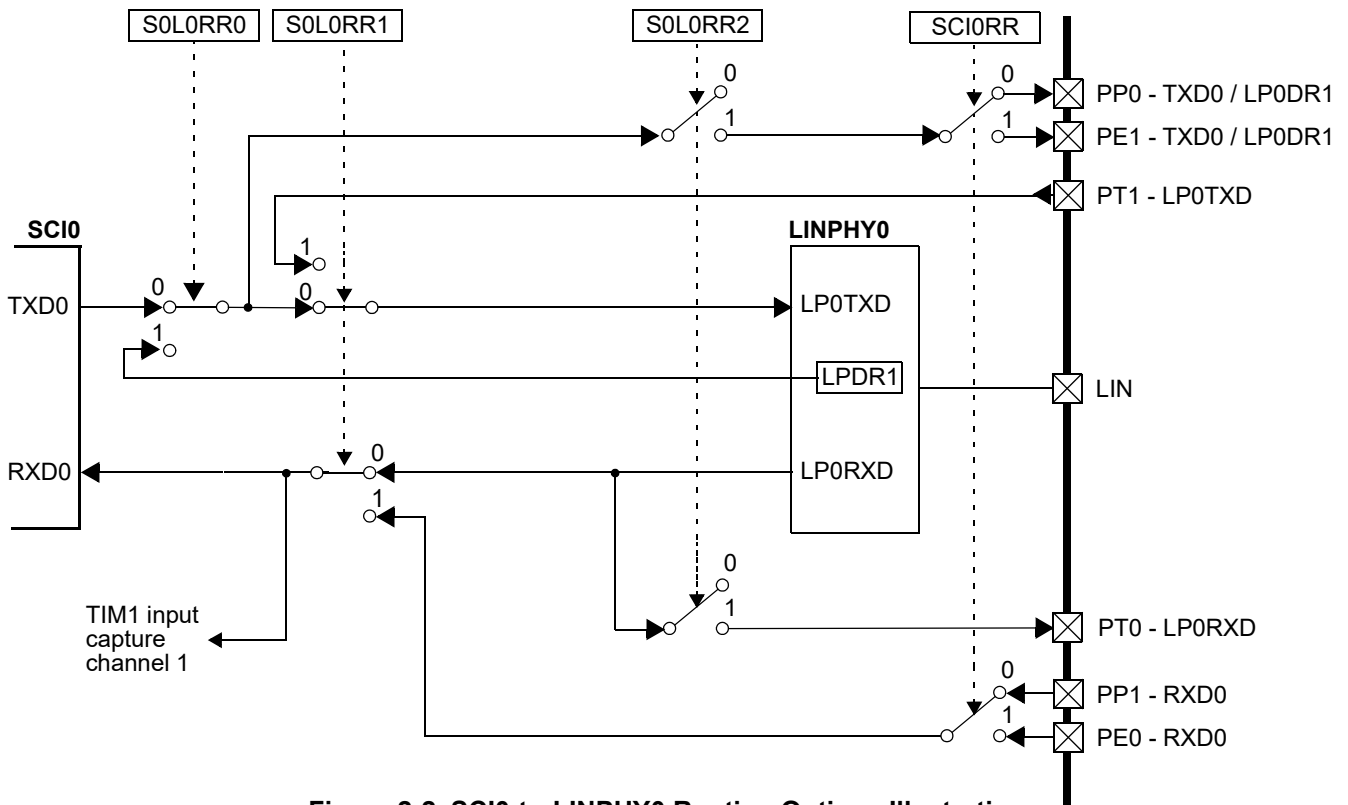 S0L0RR0
S0L0RR1
S0L0RR2
SCI0RR
0
1
0
1
PP0 - TXD0 / LP0DR1
PE1 - TXD0 / LP0DR1
PT1 - LP0TXD
SCI0
LINPHY0
1
0
0
TXD0
LP0TXD
1
LPDR1
LIN
0
RXD0
LP0RXD
1
0
1
TIM1 input
capture
channel 1
PT0 - LP0RXD
0
1
PP1 - RXD0
PE0 - RXD0